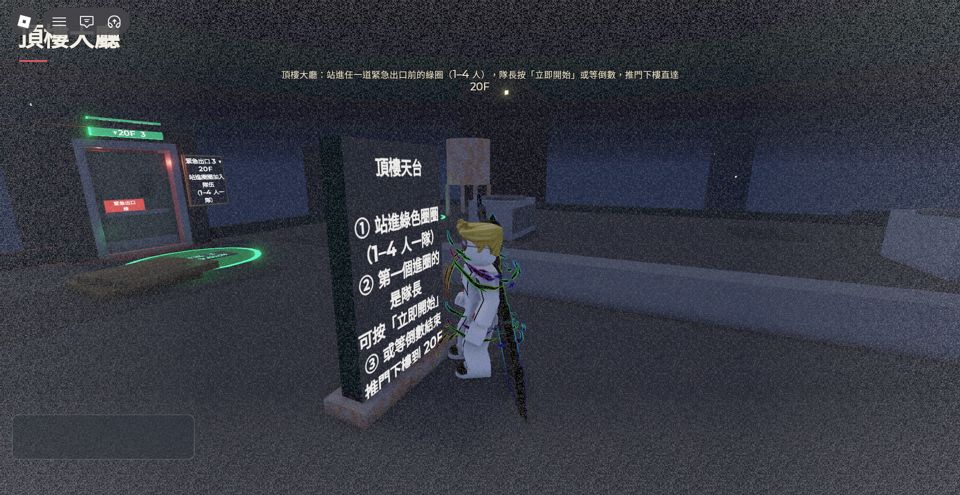 頂樓大廳
頂樓大廳：站進任一道緊急出口前的綠圈（1–4 人），隊長按「立即開始」或等倒數，推門下樓直達
20F
▼20F 3
緊急出口 3 ▼
20F
站進樂圈加入
隊伍
（1–4 人一
隊）
緊急出口
頂樓天台
① 站進綠色圈圈
（1–4 人一隊）
② 第一個進圈的
是隊長
可按「立即開始」
③ 或等倒數結束
推門下樓到 20F